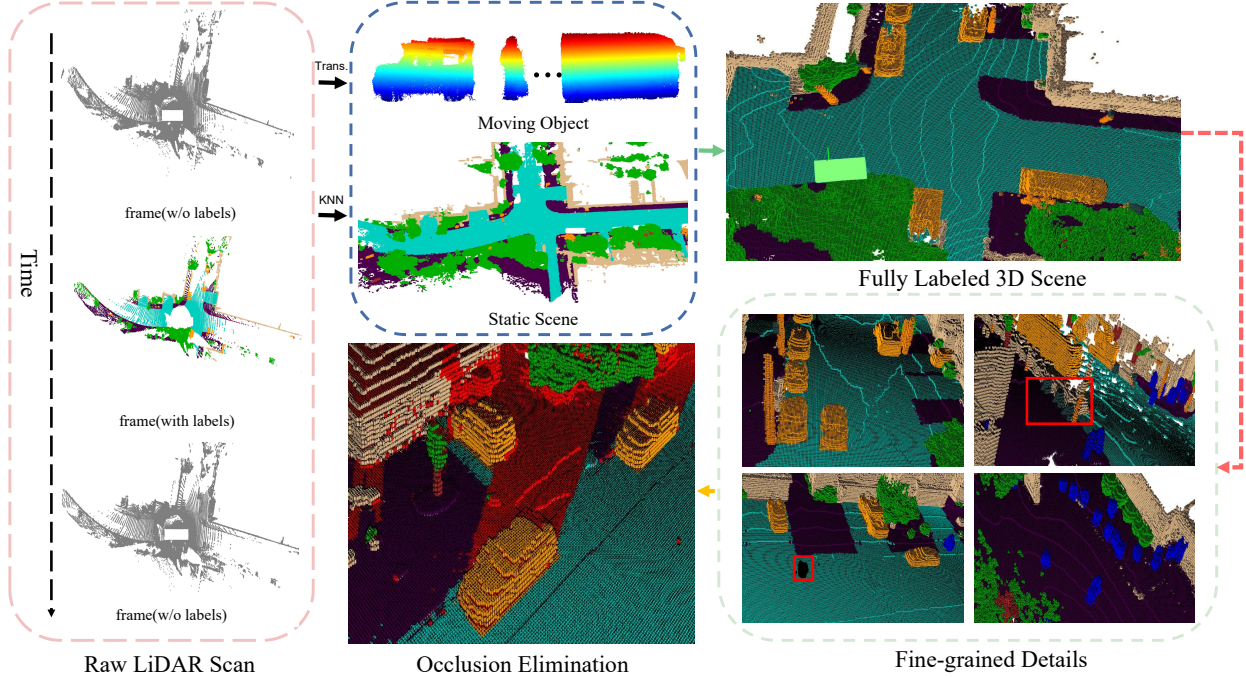 Time
frame(w/o labels)
frame(with labels)
frame(w/o labels)
Raw LiDAR Scan
Trans.
KNN
Moving Object
Static Scene
Fully Labeled 3D Scene
Occlusion Elimination
Fine-grained Details